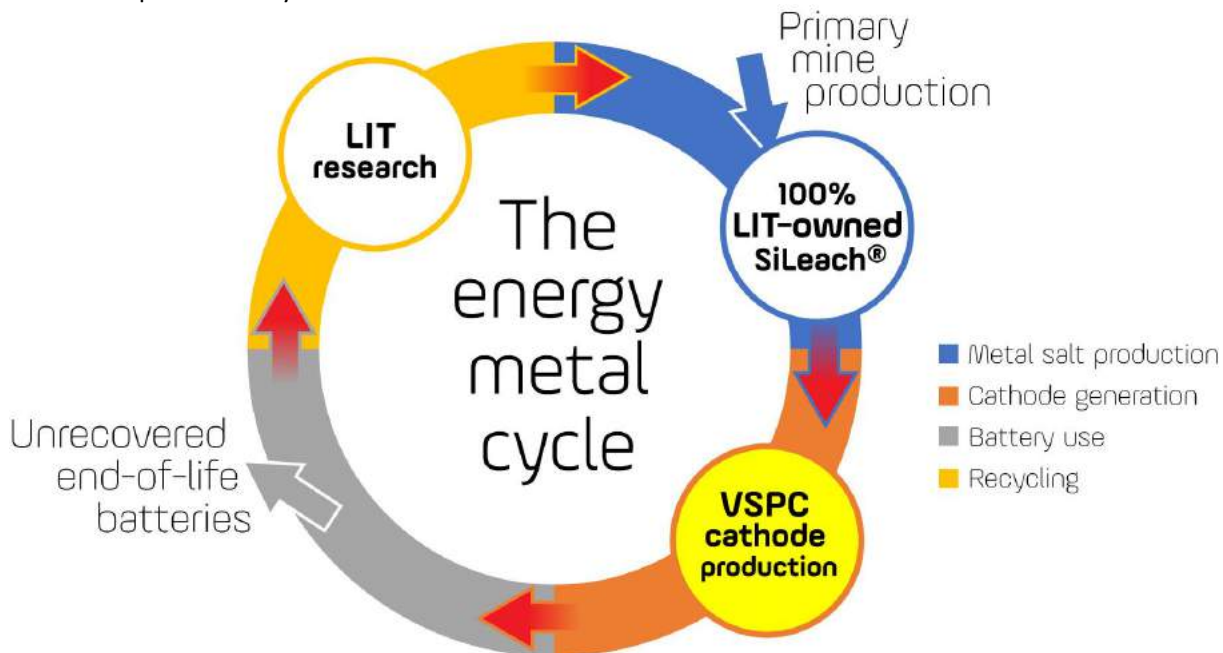 Primary
mine
production
LIT
research
100%
LIT-owned
SiLeach®
The
energy
metal
cycle
Metal salt production
Cathode generation
Battery use
Recycling
Unrecovered
end-of-life
batteries
VSPC
cathode
production